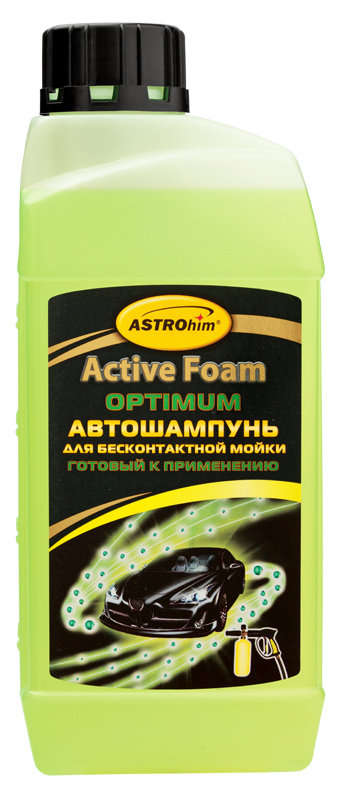 ASTROhim®
Active Foam
OPTIMUM
АВТОШАМПУНЬ
ДЛЯ БЕСКОНТАКТНОЙ МОЙКИ
ГОТОВЫЙ К ПРИМЕНЕНИЮ